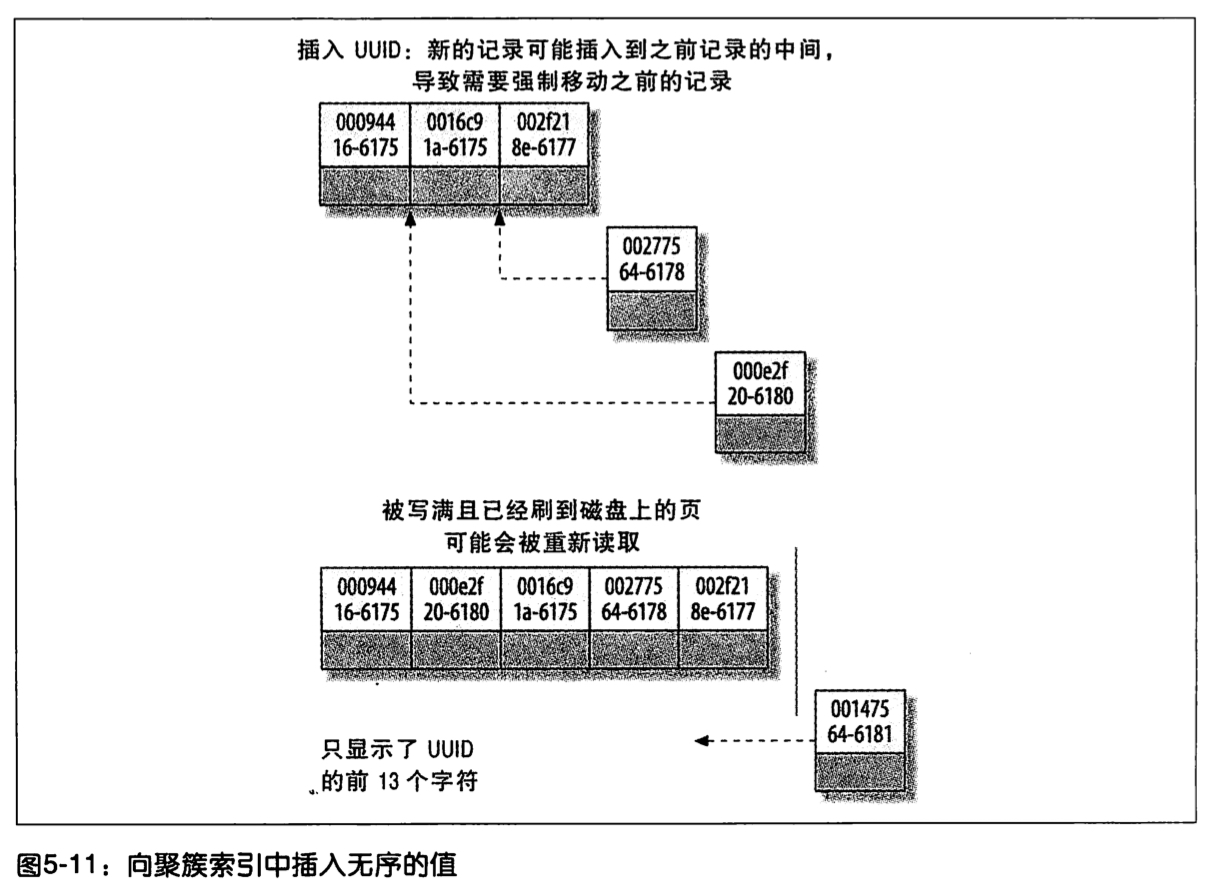 插入 UUID：新的记录可能插入到之前记录的中间，
导致需要强制移动之前的记录
000944 0016c9 002f21
16-6175 1a-6175 8e-6177
002775
64-6178
000e2f
20-6180
被写满且已经刷到磁盘上的页
可能会被重新读取
000944 000e2f 0016c9 002775 002f21
16-6175 20-6180 1a-6175 64-6178 8e-6177
001475
64-6181
只显示了 UUID
的前 13 个字符
图5-11：向聚簇索引中插入无序的值